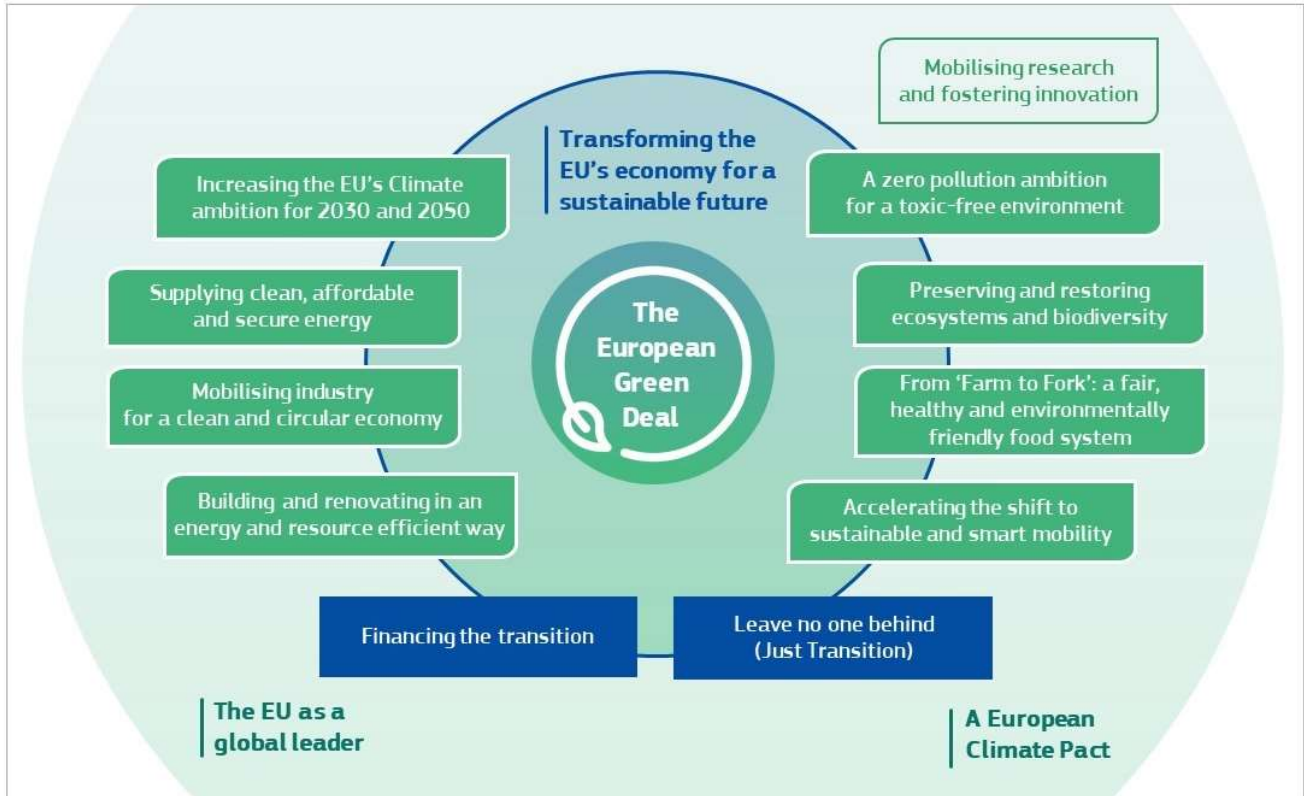 Mobilising research
and fostering innovation
Transforming the
EU's economy for a
sustainable future
Increasing the EU's Climate
ambition for 2030 and 2050
A zero pollution ambition
for a toxic-free environment
Supplying clean, affordable
and secure energy
Preserving and restoring
ecosystems and biodiversity
The
European
Green
Deal
Mobilising industry
for a clean and circular economy
From ‘Farm to Fork’: a fair,
healthy and environmentally
friendly food system
Building and renovating in an
energy and resource efficient way
Accelerating the shift to
sustainable and smart mobility
Financing the transition
Leave no one behind
(Just Transition)
The EU as a
global leader
A European
Climate Pact